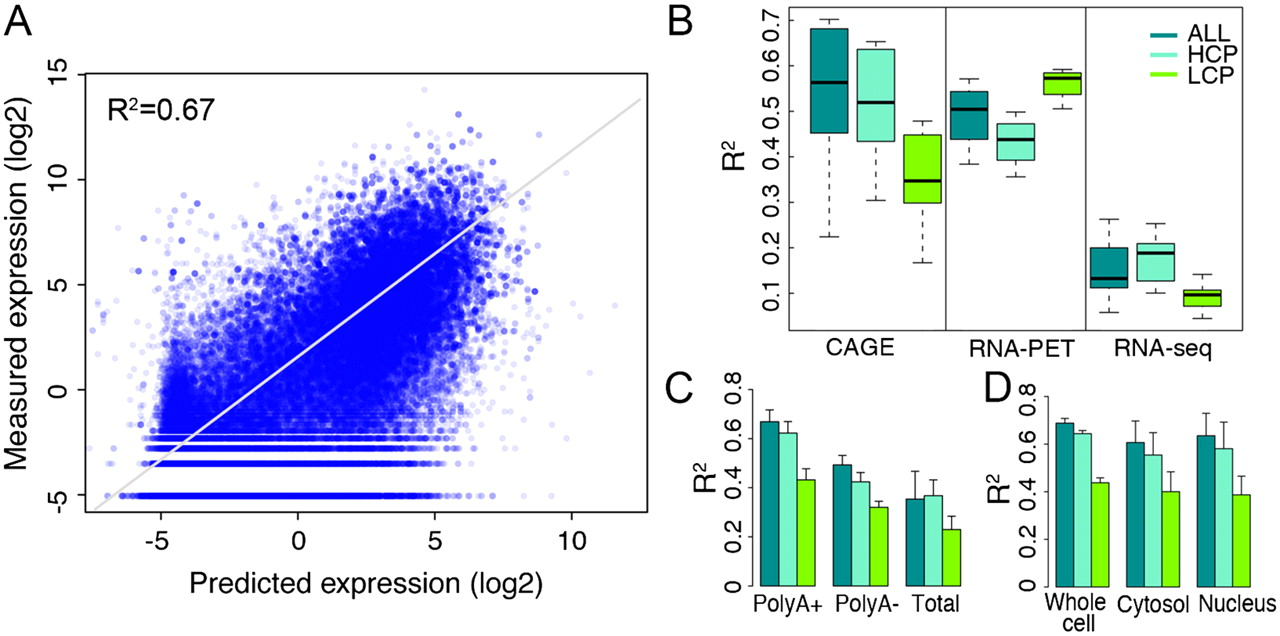 A
R²=0.67
Measured expression (log2)
15
10
5
0
-5
-5 0 5 10
Predicted expression (log2)
B
R²
0.7
0.6
0.5
0.4
0.3
0.2
0.1
ALL
HCP
LCP
CAGE RNA-PET RNA-seq
C
R²
0.8
0.6
0.4
0.2
0
PolyA+ PolyA- Total
D
R²
0.8
0.6
0.4
0.2
0
Whole cell Cytosol Nucleus